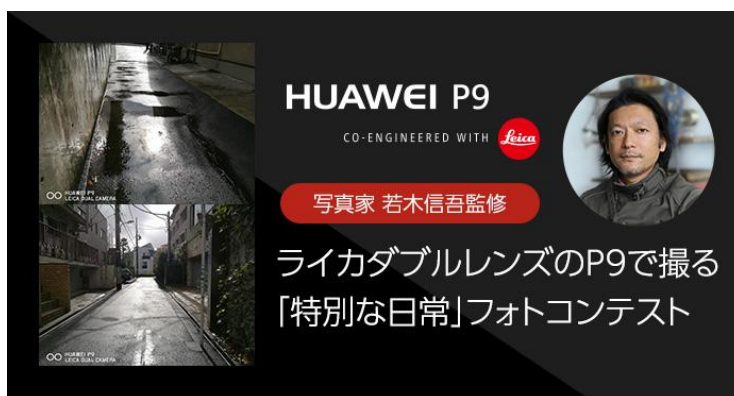 HUAWEI P9
CO-ENGINEERED WITH Leica
写真家 若木信吾監修
ライカダブルレンズのP9で撮る
「特別な日常」フォトコンテスト
HUAWEI P9
LEICA DUAL CAMERA
HUAWEI P9
LEICA DUAL CAMERA